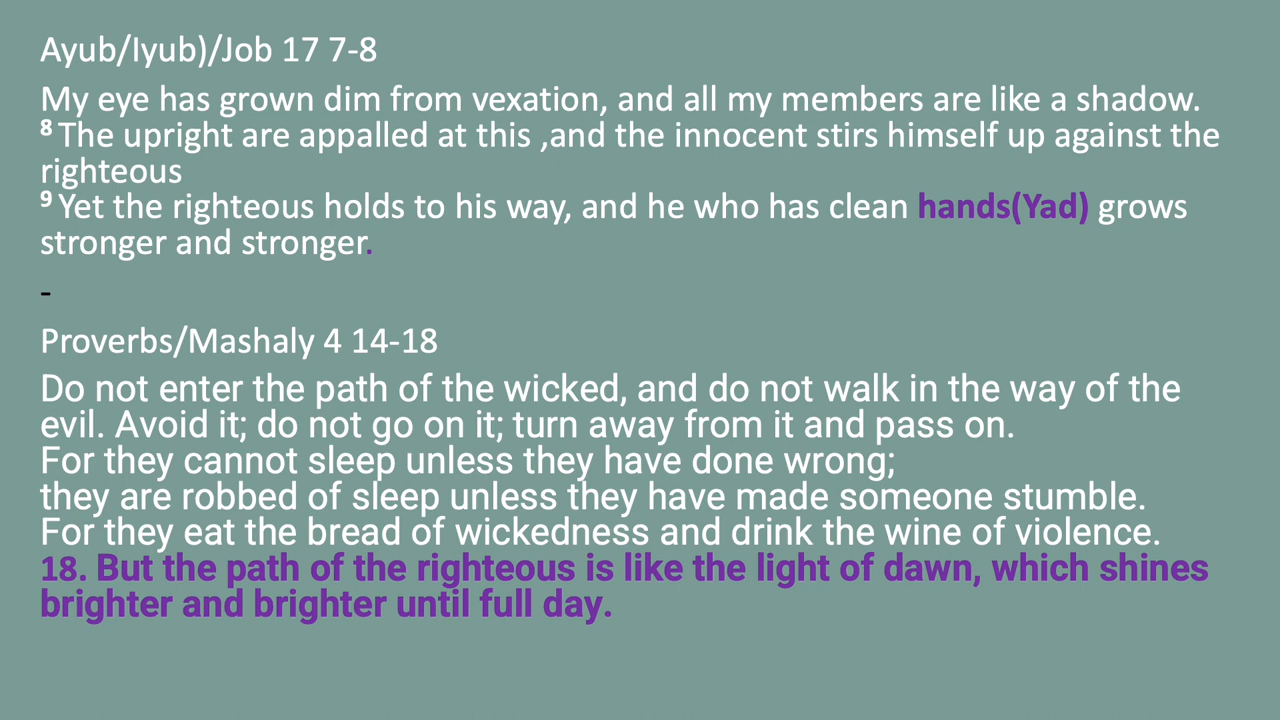 Ayub/Iyub)/Job 17 7-8
My eye has grown dim from vexation, and all my members are like a shadow.
8 The upright are appalled at this ,and the innocent stirs himself up against the
righteous
9 Yet the righteous holds to his way, and he who has clean hands(Yad) grows
stronger and stronger.
-
Proverbs/Mashaly 4 14-18
Do not enter the path of the wicked, and do not walk in the way of the
evil. Avoid it; do not go on it; turn away from it and pass on.
For they cannot sleep unless they have done wrong;
they are robbed of sleep unless they have made someone stumble.
For they eat the bread of wickedness and drink the wine of violence.
18. But the path of the righteous is like the light of dawn, which shines
brighter and brighter until full day.